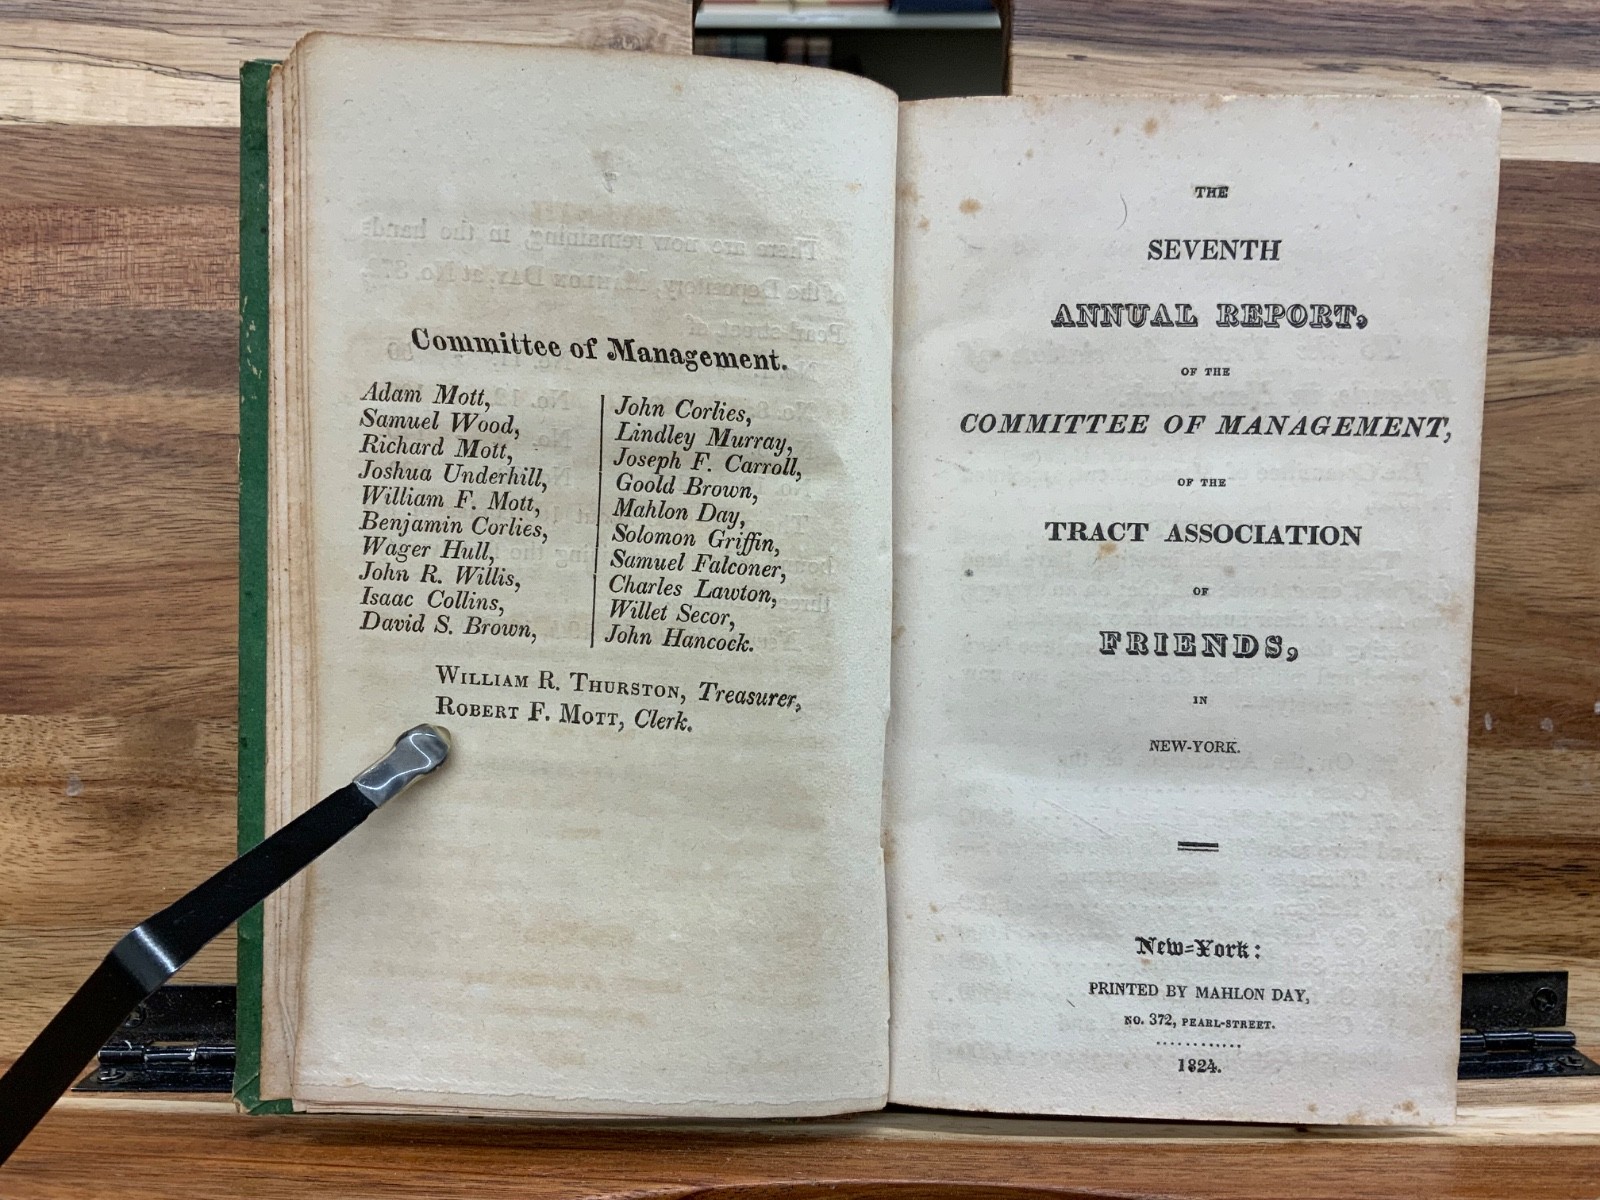 Committee of Management.
Adam Mott,
Samuel Wood,
Richard Mott,
Joshua Underhill,
William F. Mott,
Benjamin Corlies,
Wager Hull,
John R. Willis,
Isaac Collins,
David S. Brown,
John Corlies,
Lindley Murray,
Joseph F. Carroll,
Goold Brown,
Mahlon Day,
Solomon Griffin,
Samuel Falconer,
Charles Lawton,
Willet Secor,
John Hancock.
WILLIAM R. THURSTON, Treasurer,
ROBERT F. MOTT, Clerk.
THE
SEVENTH
ANNUAL REPORT,
OF THE
COMMITTEE OF MANAGEMENT,
OF THE
TRACT ASSOCIATION
OF
FRIENDS,
IN
NEW-YORK.
New-York:
PRINTED BY MAHLON DAY,
NO. 372, PEARL-STREET.
............
1824.